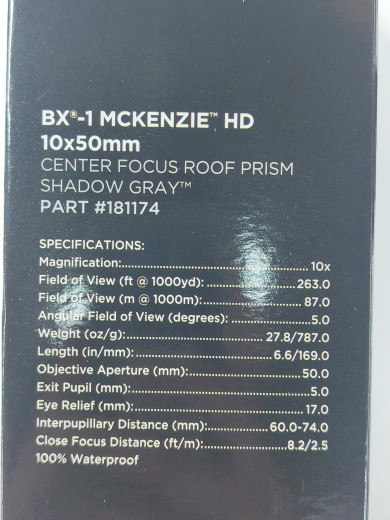 BX®-1 MCKENZIE™ HD
10x50mm
CENTER FOCUS ROOF PRISM
SHADOW GRAY™
PART #181174
SPECIFICATIONS:
Magnification:..........................................10x
Field of View (ft @ 1000yd): ........................263.0
Field of View (m @ 1000m): ........................87.0
Angular Field of View (degrees): ..................5.0
Weight (oz/g):....................................27.8/787.0
Length (in/mm):...................................6.6/169.0
Objective Aperture (mm):...........................50.0
Exit Pupil (mm):..........................................5.0
Eye Relief (mm):.........................................17.0
Interpupillary Distance (mm):...............60.0-74.0
Close Focus Distance (ft/m):...................8.2/2.5
100% Waterproof